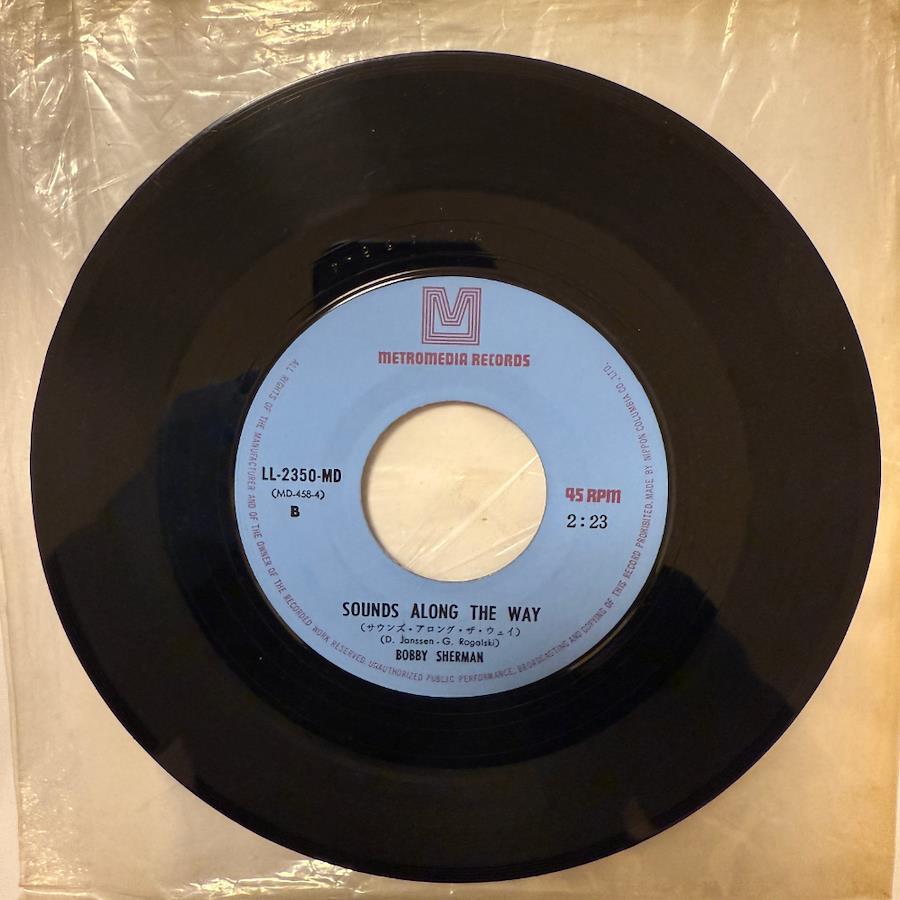 METROMEDIA RECORDS
LL-2350-MD
(MD-458-4)
B
45 RPM
2:23
SOUNDS ALONG THE WAY
(サウンズ・アロング・ザ・ウェイ)
(D. Janssen - G. Rogalski)
BOBBY SHERMAN
ALL RIGHTS OF THE MANUFACTURER AND OF THE OWNER OF THE RECORDED WORK RESERVED. UNAUTHORIZED PUBLIC PERFORMANCE, BROADCASTING AND COPYING OF THIS RECORD PROHIBITED. MADE BY NIPPON COLUMBIA CO., LTD.